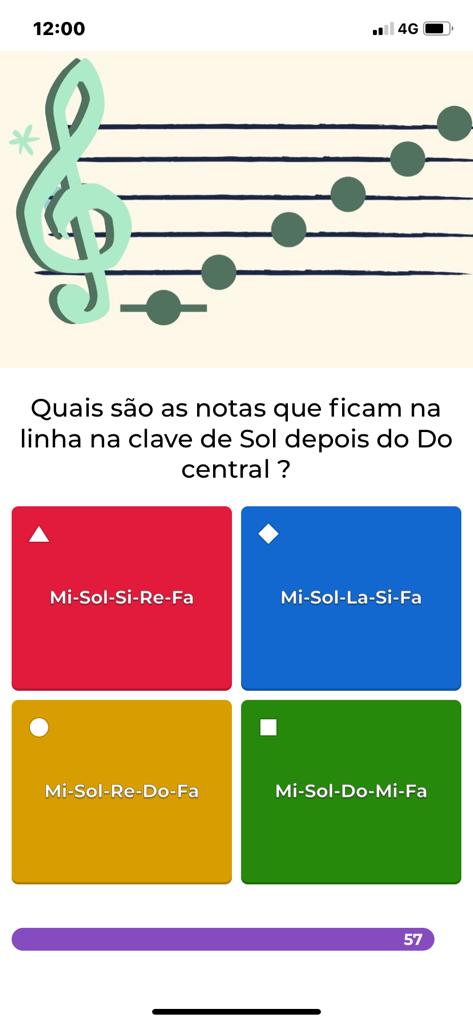 12:00
4G
Quais são as notas que ficam na
linha na clave de Sol depois do Do
central ?
Mi-Sol-Si-Re-Fa
Mi-Sol-La-Si-Fa
Mi-Sol-Re-Do-Fa
Mi-Sol-Do-Mi-Fa
57